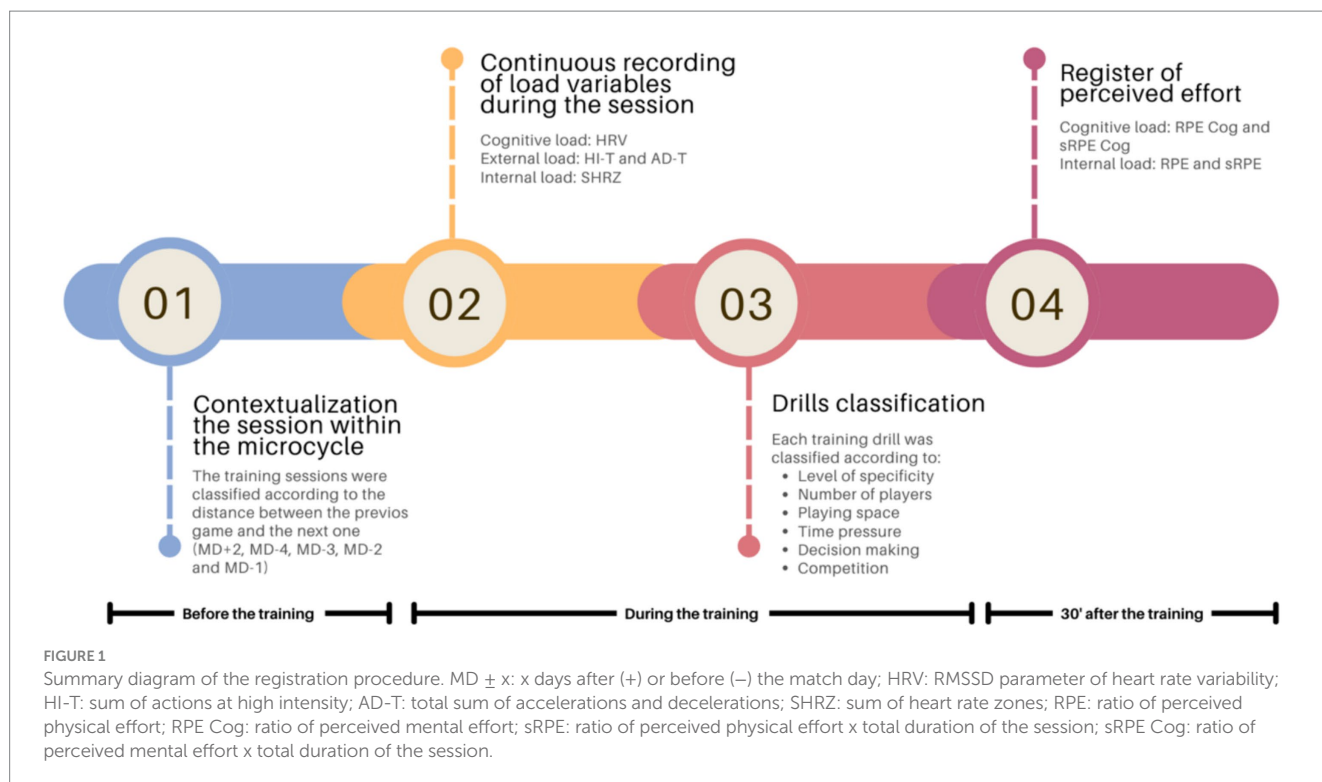 Continuous recording
of load variables
during the session
Cognitive load: HRV
External load: HI-T and AD-T
Internal load: SHRZ
Register of
perceived effort
Cognitive load: RPE Cog and
sRPE Cog
Internal load: RPE and sRPE
01
02
03
04
Contextualization
the session within
the microcycle
The training sessions were
classified according to the
distance between the previos
game and the next one
(MD+2, MD-4, MD-3, MD-2
and MD-1)
Drills classification
Each training drill was
classified according to:
• Level of specificity
• Number of players
• Playing space
• Time pressure
• Decision making
• Competition
Before the training
During the training
30' after the training
FIGURE 1
Summary diagram of the registration procedure. MD ± x: x days after (+) or before (−) the match day; HRV: RMSSD parameter of heart rate variability;
HI-T: sum of actions at high intensity; AD-T: total sum of accelerations and decelerations; SHRZ: sum of heart rate zones; RPE: ratio of perceived
physical effort; RPE Cog: ratio of perceived mental effort; sRPE: ratio of perceived physical effort x total duration of the session; sRPE Cog: ratio of
perceived mental effort x total duration of the session.